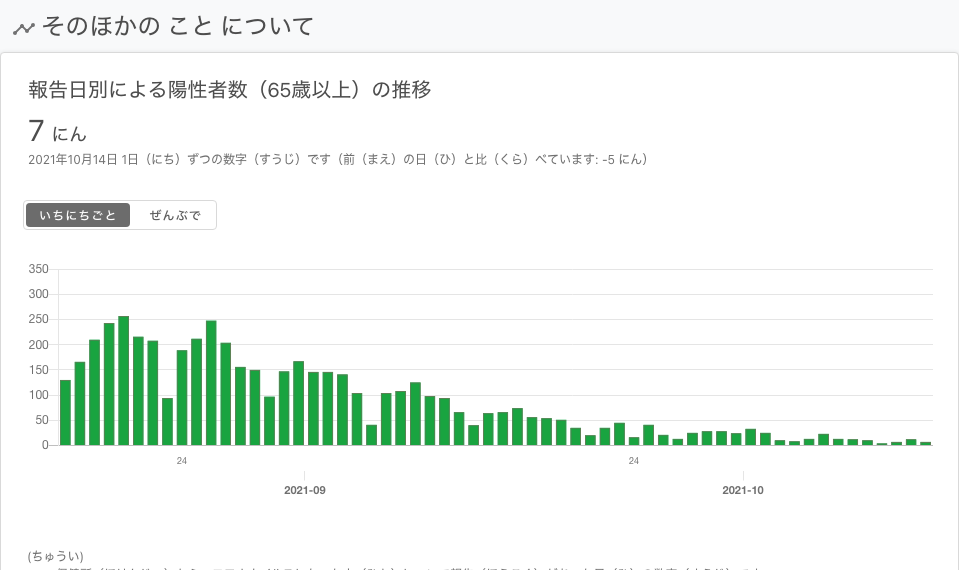 そのほかの こと について
報告日別による陽性者数（65歳以上）の推移
7 にん
2021年10月14日 1日（にち）ずつの数字（すうじ）です（前（まえ）の日（ひ）と比（くら）べています: -5 にん）
いちにちごと ぜんぶで
350
300
250
200
150
100
50
0
24 24
2021-09 2021-10
(ちゅうい)